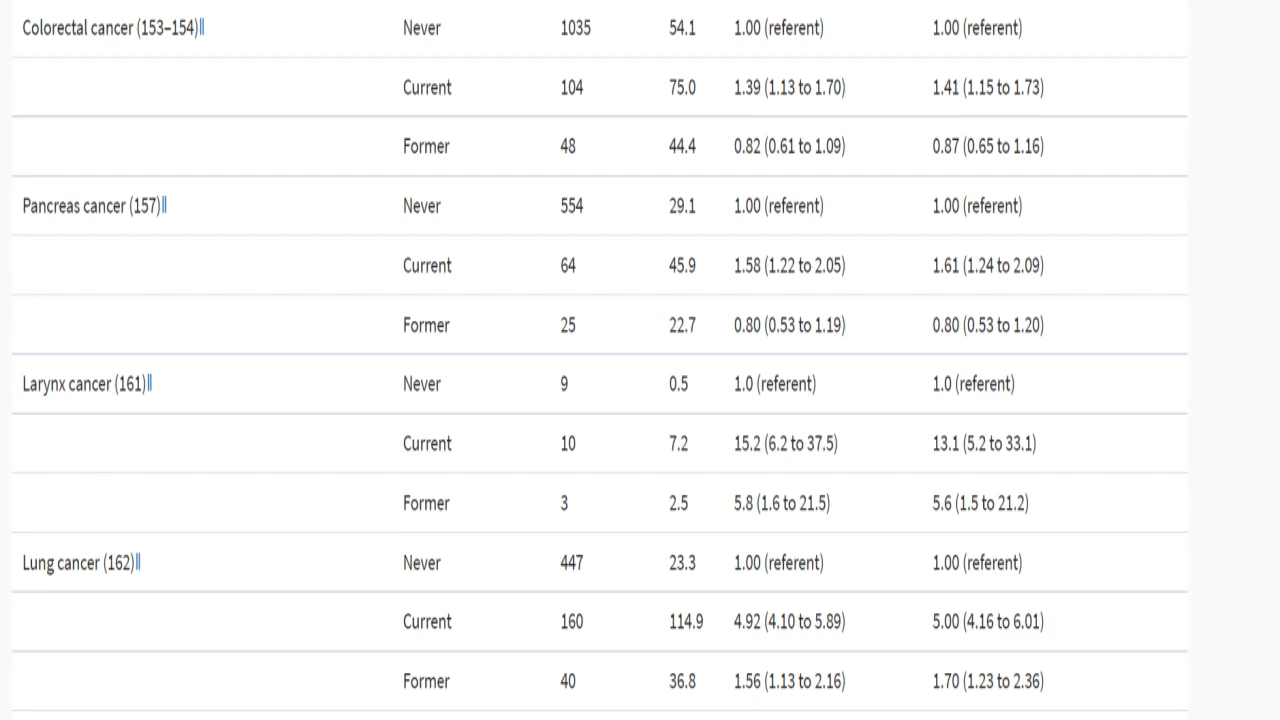 Colorectal cancer (153–154)‖ Never 1035 54.1 1.00 (referent) 1.00 (referent)
Current 104 75.0 1.39 (1.13 to 1.70) 1.41 (1.15 to 1.73)
Former 48 44.4 0.82 (0.61 to 1.09) 0.87 (0.65 to 1.16)
Pancreas cancer (157)‖ Never 554 29.1 1.00 (referent) 1.00 (referent)
Current 64 45.9 1.58 (1.22 to 2.05) 1.61 (1.24 to 2.09)
Former 25 22.7 0.80 (0.53 to 1.19) 0.80 (0.53 to 1.20)
Larynx cancer (161)‖ Never 9 0.5 1.0 (referent) 1.0 (referent)
Current 10 7.2 15.2 (6.2 to 37.5) 13.1 (5.2 to 33.1)
Former 3 2.5 5.8 (1.6 to 21.5) 5.6 (1.5 to 21.2)
Lung cancer (162)‖ Never 447 23.3 1.00 (referent) 1.00 (referent)
Current 160 114.9 4.92 (4.10 to 5.89) 5.00 (4.16 to 6.01)
Former 40 36.8 1.56 (1.13 to 2.16) 1.70 (1.23 to 2.36)